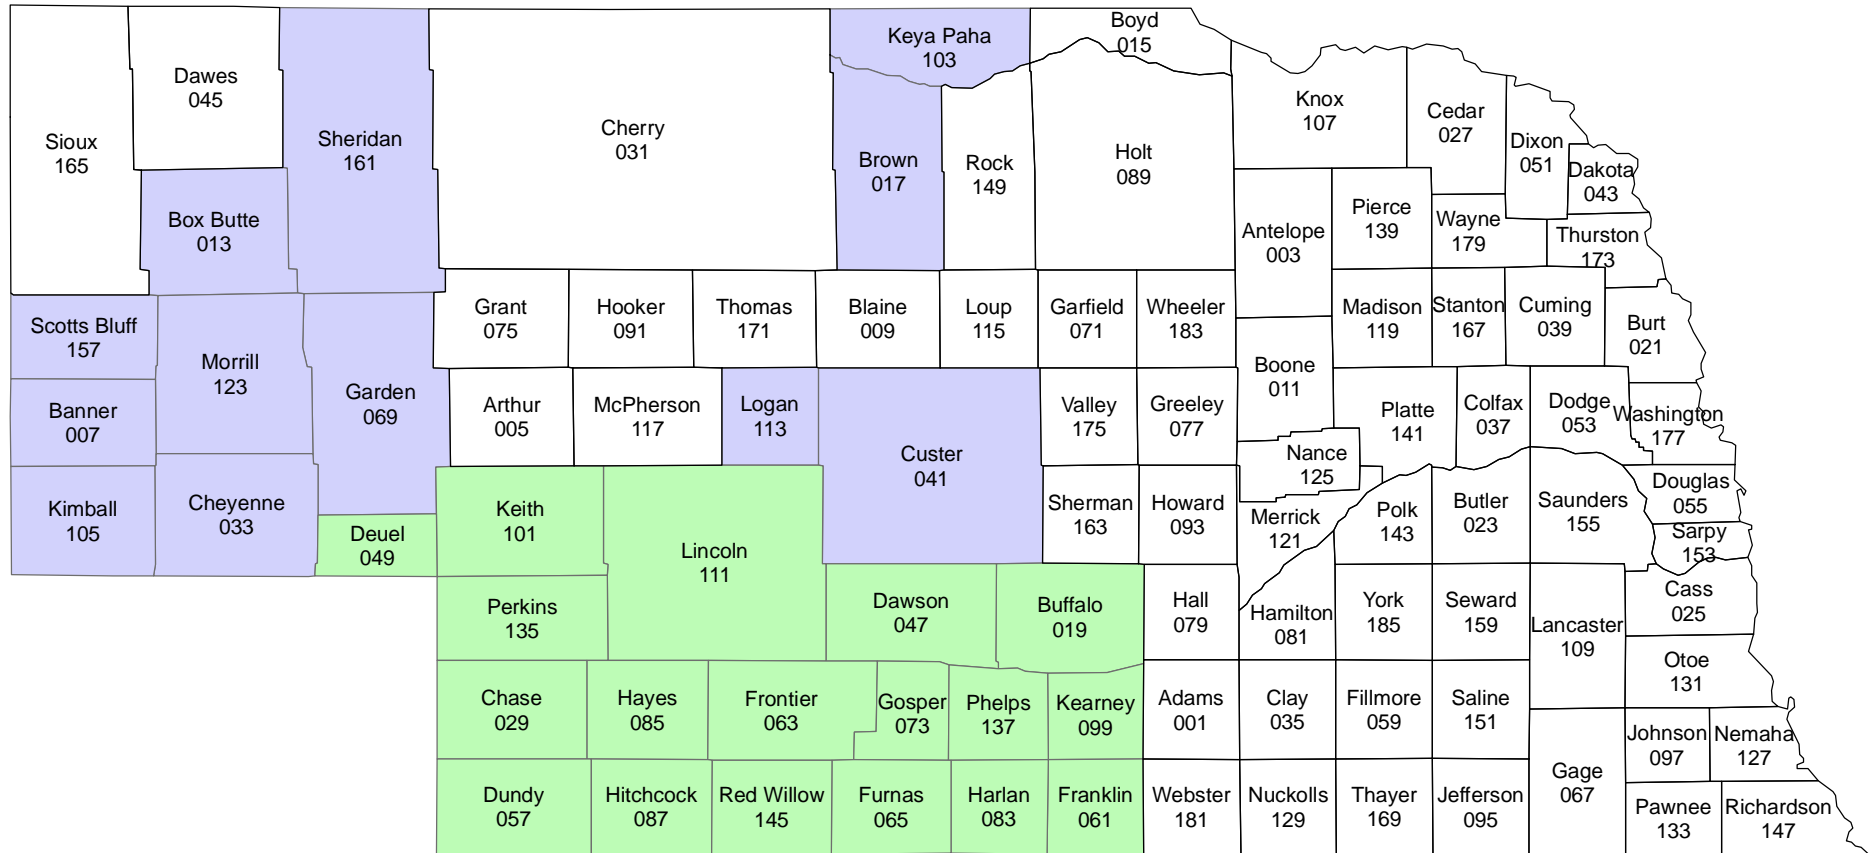 Boyd
015
Keya Paha
103
Dawes
045
Knox
107
Cedar
027
Sioux
165
Sheridan
161
Cherry
031
Dixon
051
Brown
017
Rock
149
Holt
089
Dakota
043
Box Butte
013
Pierce
139
Wayne
179
Antelope
003
Thurston
173
Scotts Bluff
157
Grant
075
Hooker
091
Thomas
171
Blaine
009
Loup
115
Garfield
071
Wheeler
183
Madison
119
Stanton
167
Cuming
039
Burt
021
Morrill
123
Boone
011
Garden
069
Banner
007
Arthur
005
McPherson
117
Logan
113
Valley
175
Greeley
077
Platte
141
Colfax
037
Dodge
053
Washington
177
Custer
041
Nance
125
Douglas
055
Kimball
105
Cheyenne
033
Keith
101
Sherman
163
Howard
093
Merrick
121
Polk
143
Butler
023
Saunders
155
Deuel
049
Sarpy
153
Lincoln
111
Cass
025
Perkins
135
Dawson
047
Buffalo
019
Hall
079
Hamilton
081
York
185
Seward
159
Lancaster
109
Otoe
131
Chase
029
Hayes
085
Frontier
063
Gosper
073
Phelps
137
Kearney
099
Adams
001
Clay
035
Fillmore
059
Saline
151
Johnson
097
Nemaha
127
Gage
067
Dundy
057
Hitchcock
087
Red Willow
145
Furnas
065
Harlan
083
Franklin
061
Webster
181
Nuckolls
129
Thayer
169
Jefferson
095
Pawnee
133
Richardson
147